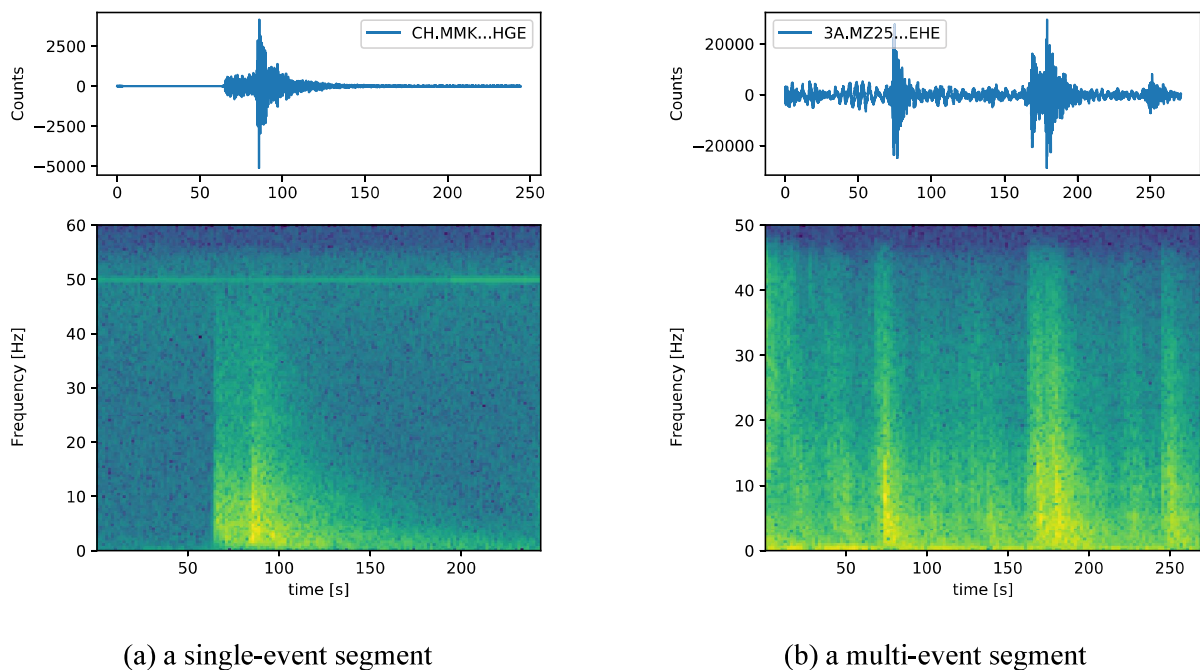 CH.MMK...HGE
Counts
2500
0
−2500
−5000
0 50 100 150 200 250
60
50
40
30
20
10
0
Frequency [Hz]
50 100 150 200
time [s]
(a) a single-event segment
3A.MZ25...EHE
Counts
20000
0
−20000
0 50 100 150 200 250
50
40
30
20
10
0
Frequency [Hz]
50 100 150 200 250
time [s]
(b) a multi-event segment